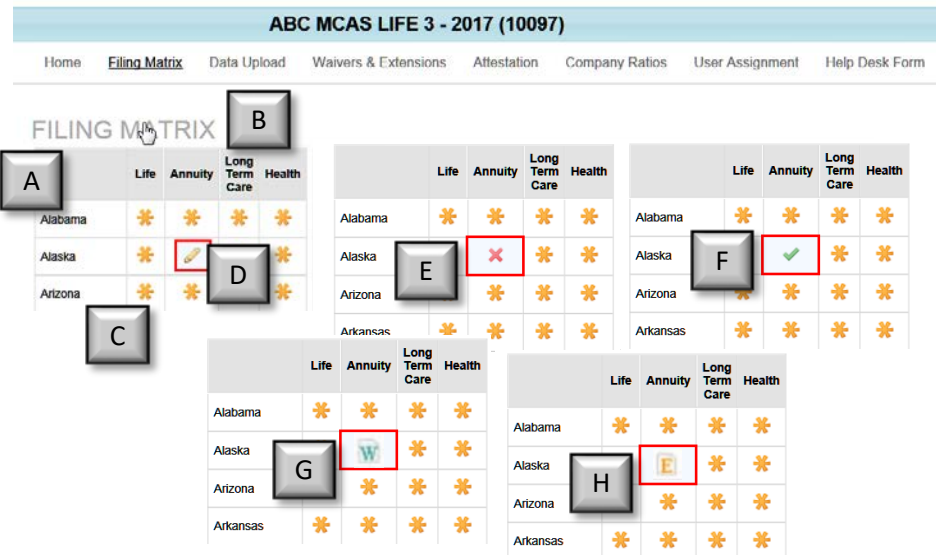 ABC MCAS LIFE 3 - 2017 (10097)
Home Filing Matrix Data Upload Waivers & Extensions Attestation Company Ratios User Assignment Help Desk Form
FILING MATRIX
B
A
Life Annuity Long Term Care Health
Alabama
Alaska
D
Arizona
C
Life Annuity Long Term Care Health
Alabama
Alaska
E
Arizona
Arkansas
Life Annuity Long Term Care Health
Alabama
Alaska
F
Arizona
Arkansas
Life Annuity Long Term Care Health
Alabama
Alaska W
G
Arizona
Arkansas
Life Annuity Long Term Care Health
Alabama
Alaska E
H
Arizona
Arkansas